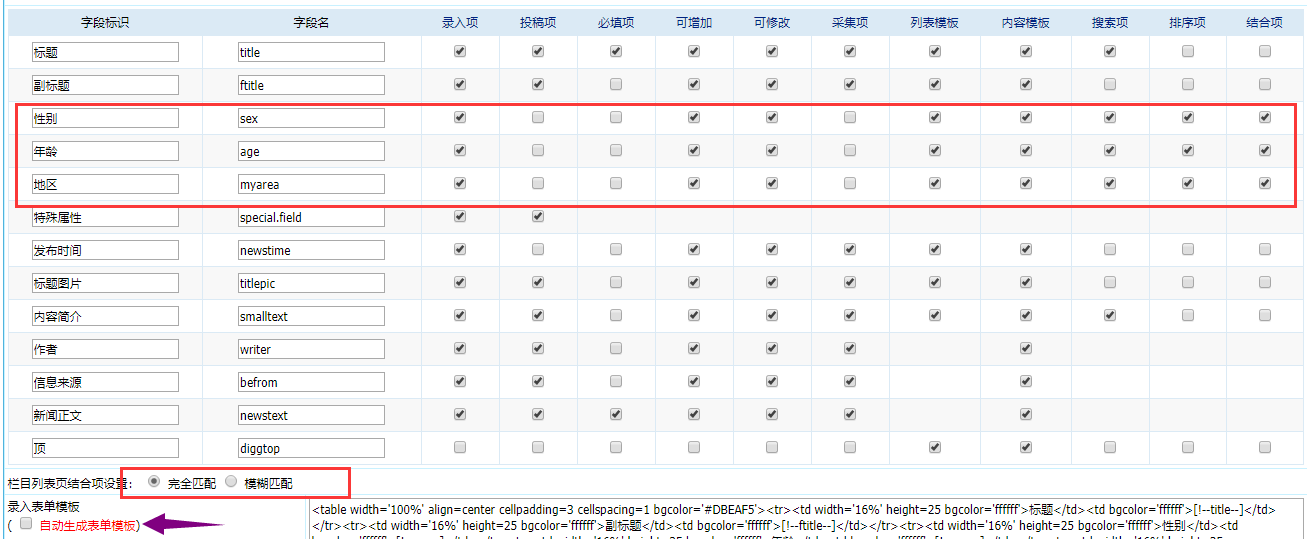 字段标识 字段名 录入项 投稿项 必填项 可增加 可修改 采集项 列表模板 内容模板 搜索项 排序项 结合项
标题 title
副标题 ftitle
性别 sex
年龄 age
地区 myarea
特殊属性 special.field
发布时间 newstime
标题图片 titlepic
内容简介 smalltext
作者 writer
信息来源 befrom
新闻正文 newstext
顶 diggtop
栏目列表页结合项设置: 完全匹配 模糊匹配
录入表单模板
( 自动生成表单模板)
<table width='100%' align=center cellpadding=3 cellspacing=1 bgcolor='#DBEAF5'><tr><td width='16%' height=25 bgcolor='ffffff'>标题</td><td bgcolor='ffffff'>[!--title--]</td>
</tr><tr><td width='16%' height=25 bgcolor='ffffff'>副标题</td><td bgcolor='ffffff'>[!--ftitle--]</td></tr><tr><td width='16%' height=25 bgcolor='ffffff'>性别</td><td